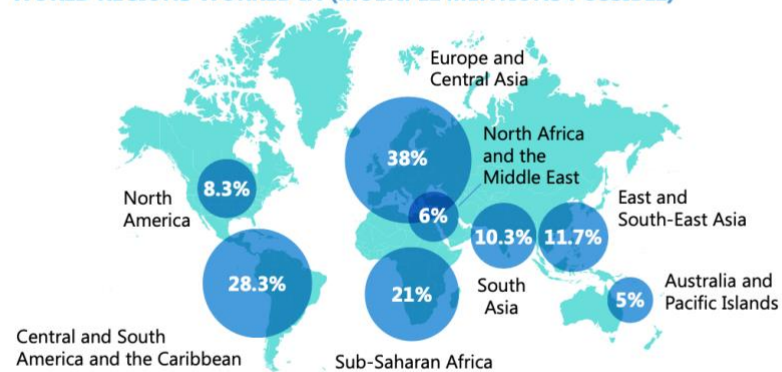 Europe and
Central Asia
38%
North Africa
and the
Middle East
6%
North
America
8.3%
East and
South-East Asia
11.7%
10.3%
South
Asia
28.3%
Central and South
America and the Caribbean
21%
Sub-Saharan Africa
5%
Australia and
Pacific Islands